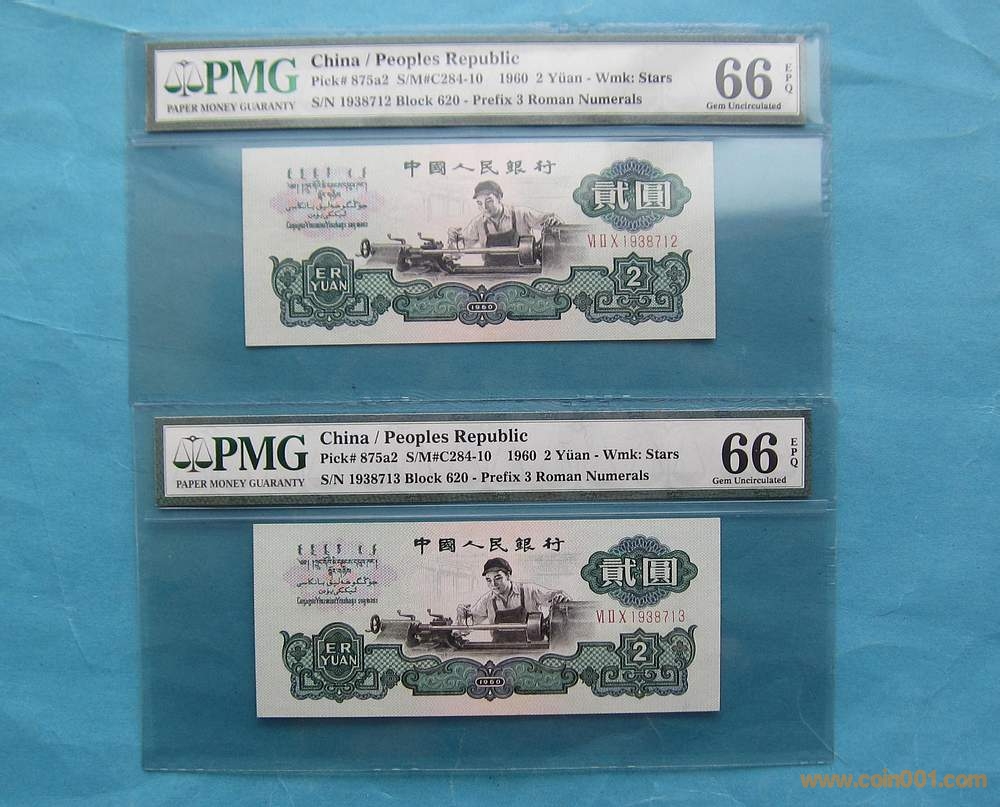 PMG
PAPER MONEY GUARANTY
China / Peoples Republic
Pick# 875a2 S/M#C284-10 1960 2 Yüan - Wmk: Stars
S/N 1938712 Block 620 - Prefix 3 Roman Numerals
66 EPQ
Gem Uncirculated
中國人民銀行
貳圓
VI II X 1938712
ER
YUAN
1960
2
PMG
PAPER MONEY GUARANTY
China / Peoples Republic
Pick# 875a2 S/M#C284-10 1960 2 Yüan - Wmk: Stars
S/N 1938713 Block 620 - Prefix 3 Roman Numerals
66 EPQ
Gem Uncirculated
中國人民銀行
貳圓
VI II X 1938713
ER
YUAN
1960
2
www.coin001.com